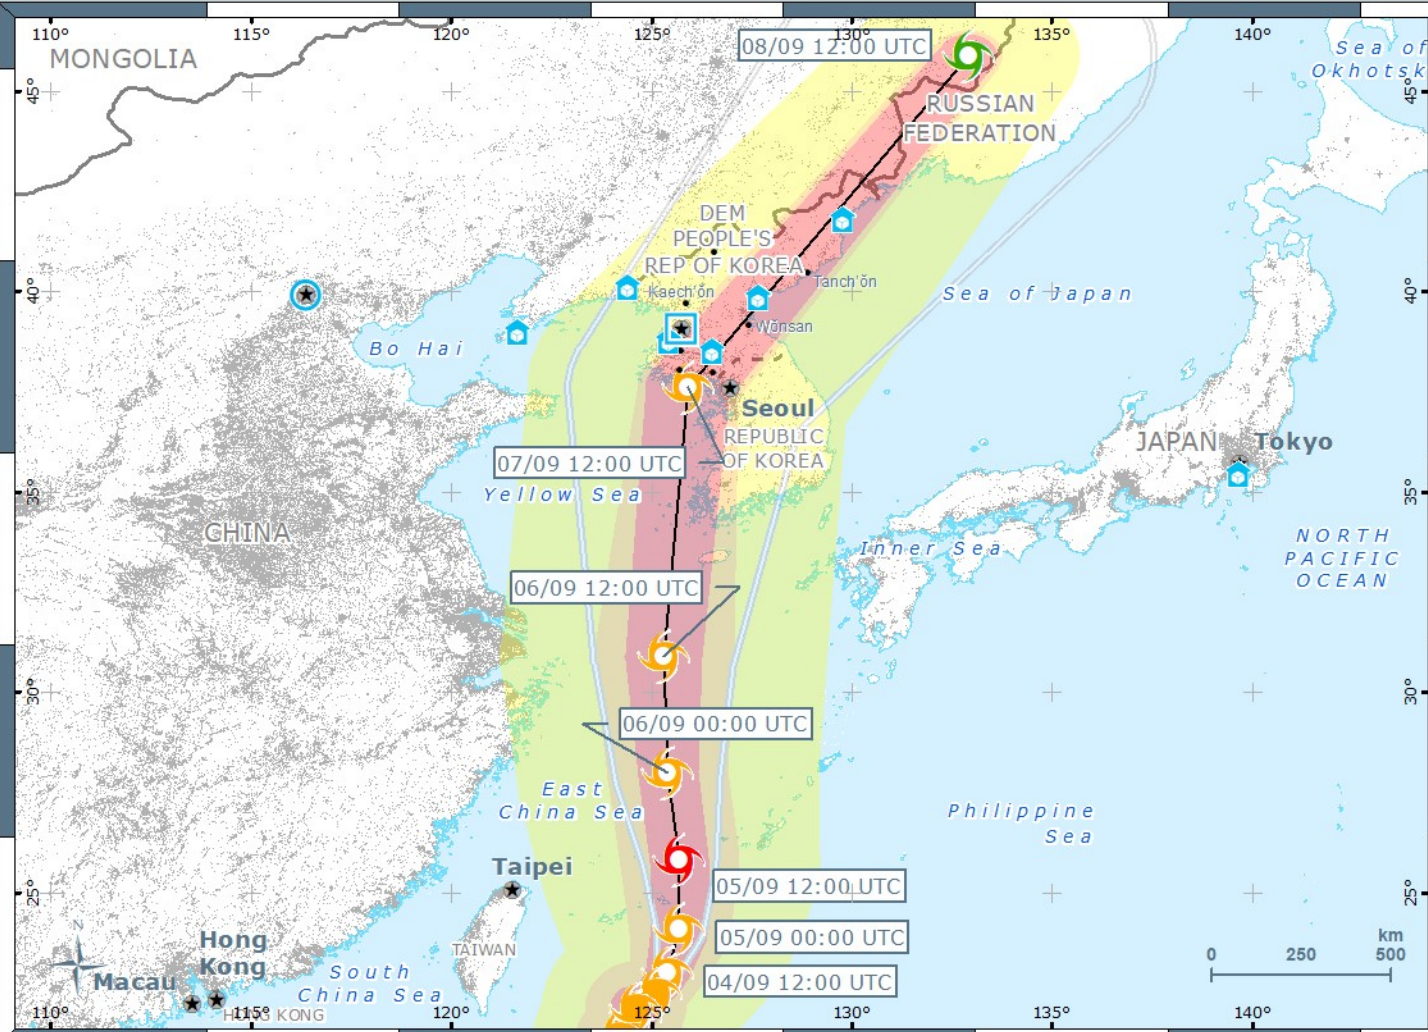 110°
115°
120°
125°
130°
135°
140°
MONGOLIA
08/09 12:00 UTC
Sea of
Okhotsk
45°
45°
RUSSIAN
FEDERATION
DEM
PEOPLE'S
REP OF KOREA
40°
Kaech'ŏn
Tanch'ŏn
Sea of Japan
40°
Wŏnsan
Bo Hai
Seoul
REPUBLIC
OF KOREA
JAPAN
Tokyo
07/09 12:00 UTC
Yellow Sea
35°
35°
CHINA
Inner Sea
NORTH
PACIFIC
OCEAN
06/09 12:00 UTC
30°
30°
06/09 00:00 UTC
East
China Sea
Philippine
Sea
Taipei
05/09 12:00 UTC
25°
25°
N
Hong
Kong
TAIWAN
05/09 00:00 UTC
km
0 250 500
Macau
South
China Sea
04/09 12:00 UTC
HONG KONG
110°
115°
120°
125°
130°
135°
140°